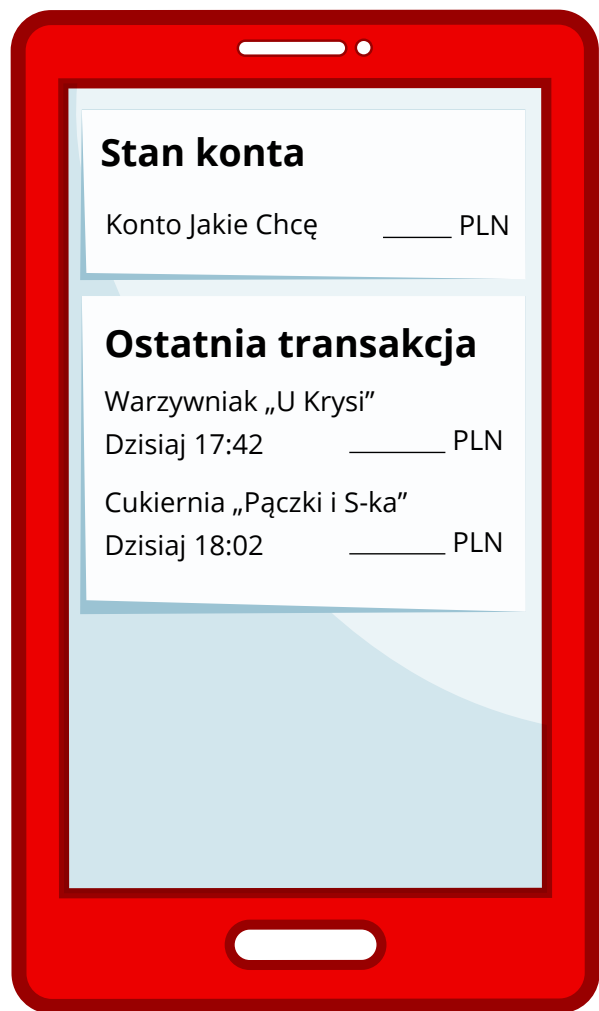 Stan konta
Konto Jakie Chcę ______ PLN
Ostatnia transakcja
Warzywniak „U Krysi”
Dzisiaj 17:42 ________ PLN
Cukiernia „Pączki i S-ka”
Dzisiaj 18:02 ________ PLN